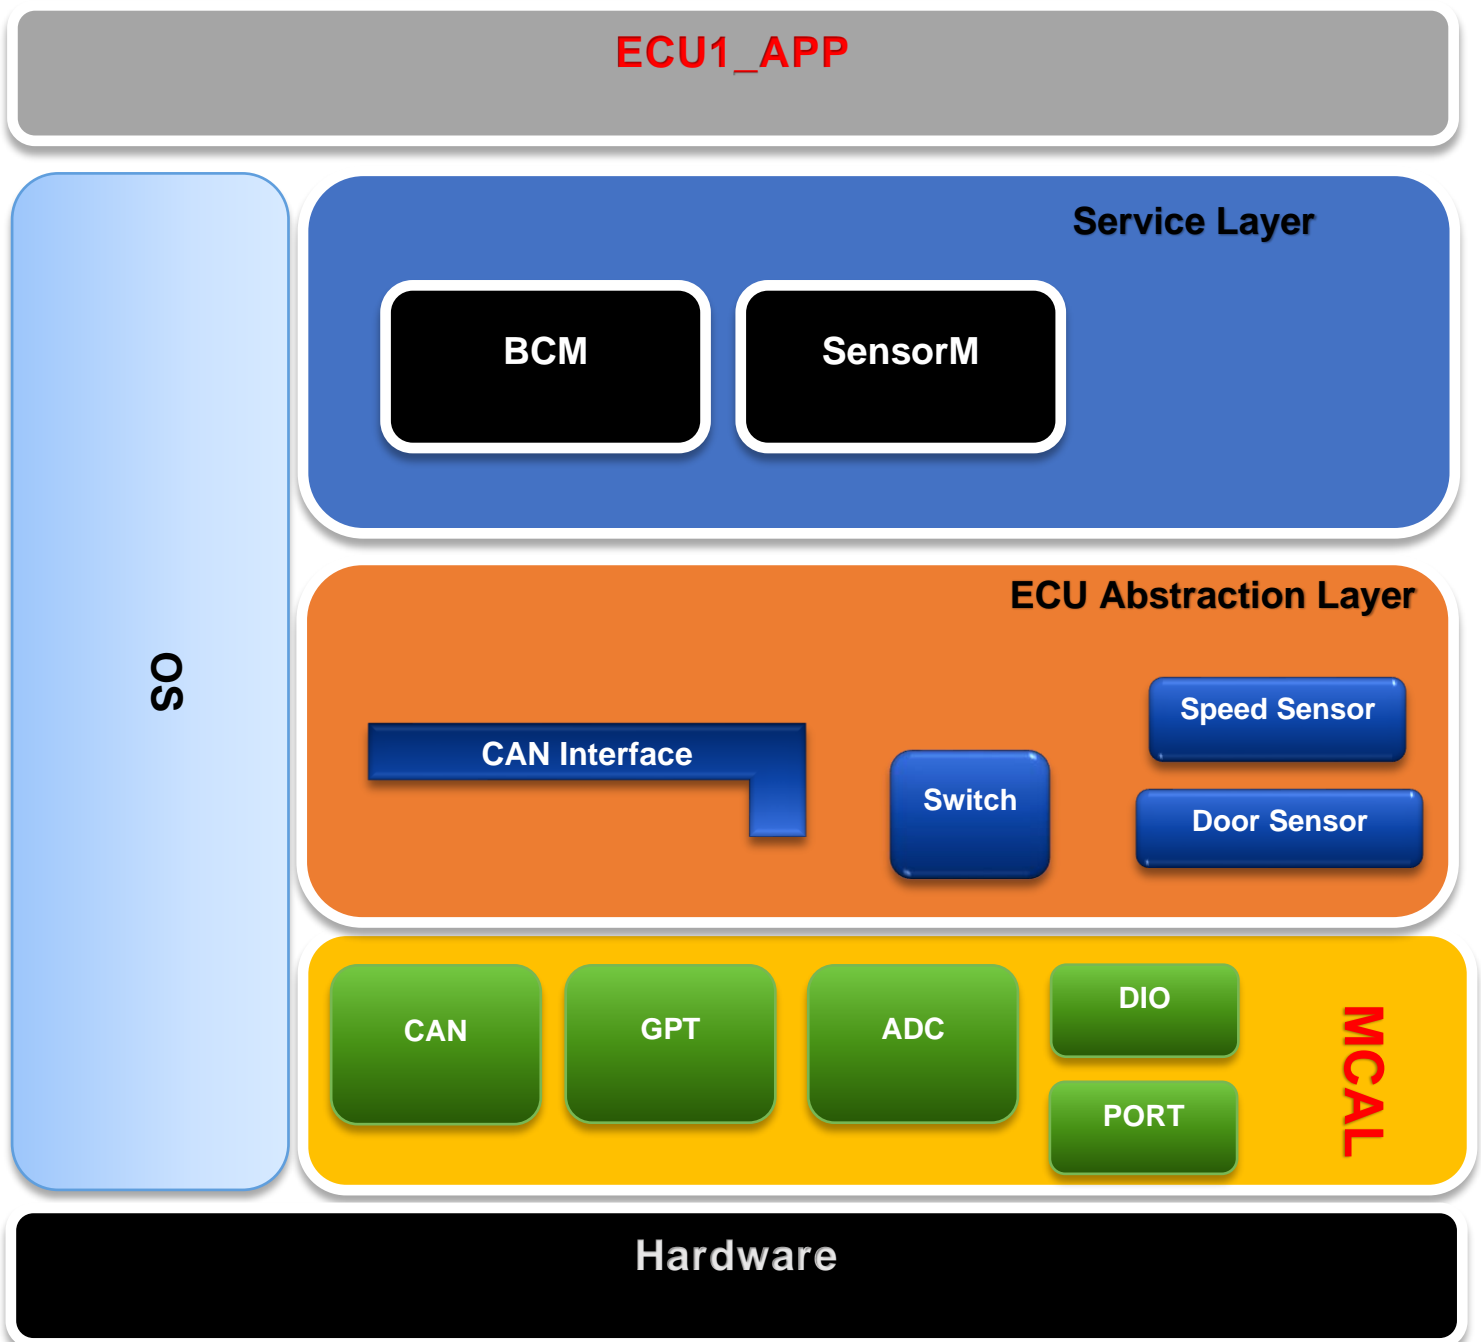 ECU1_APP
Service Layer
BCM
SensorM
OS
ECU Abstraction Layer
Speed Sensor
CAN Interface
Switch
Door Sensor
CAN
GPT
ADC
DIO
PORT
MCAL
Hardware